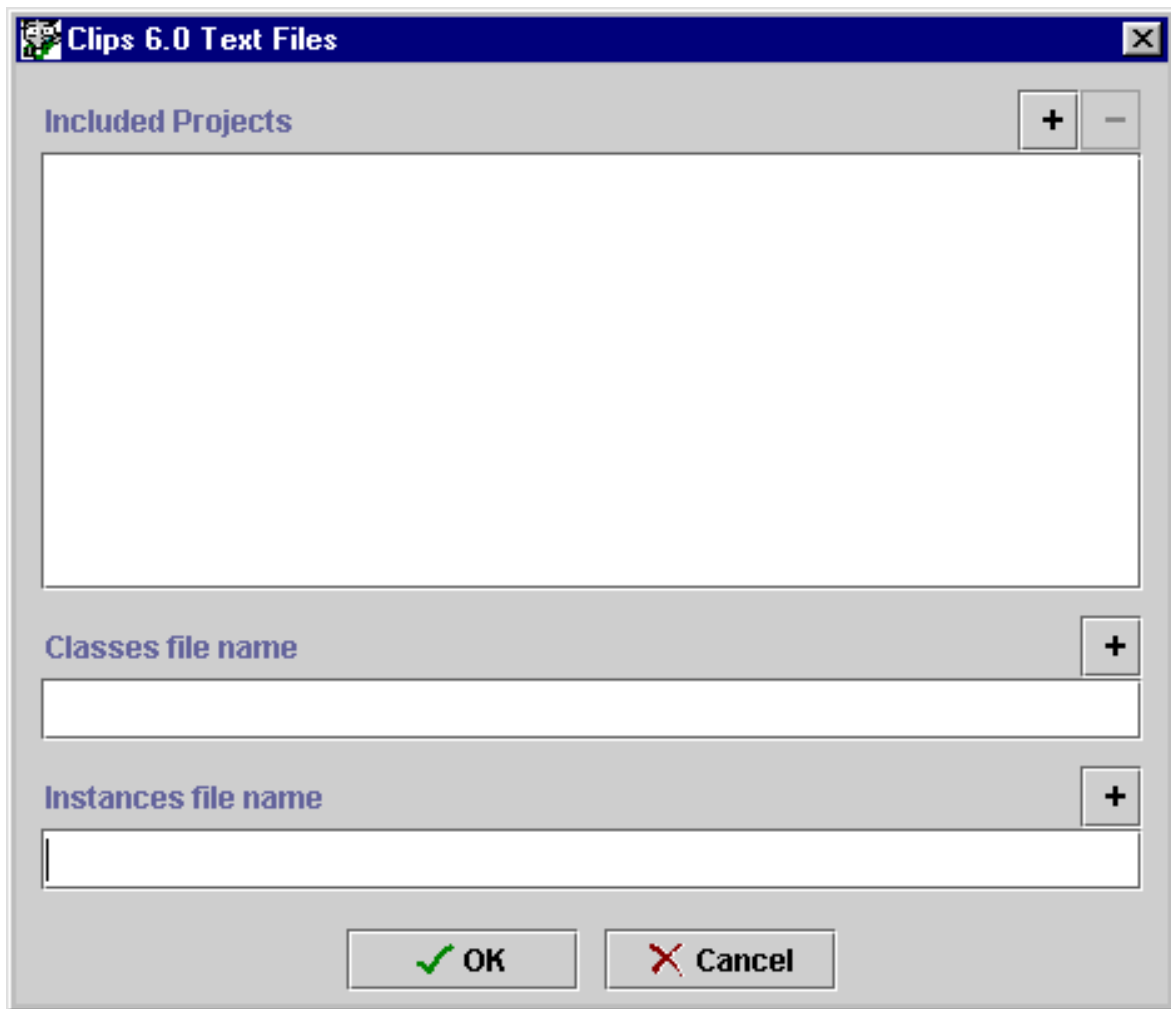 Clips 6.0 Text Files
Included Projects
+ −
Classes file name
+
Instances file name
+
OK Cancel